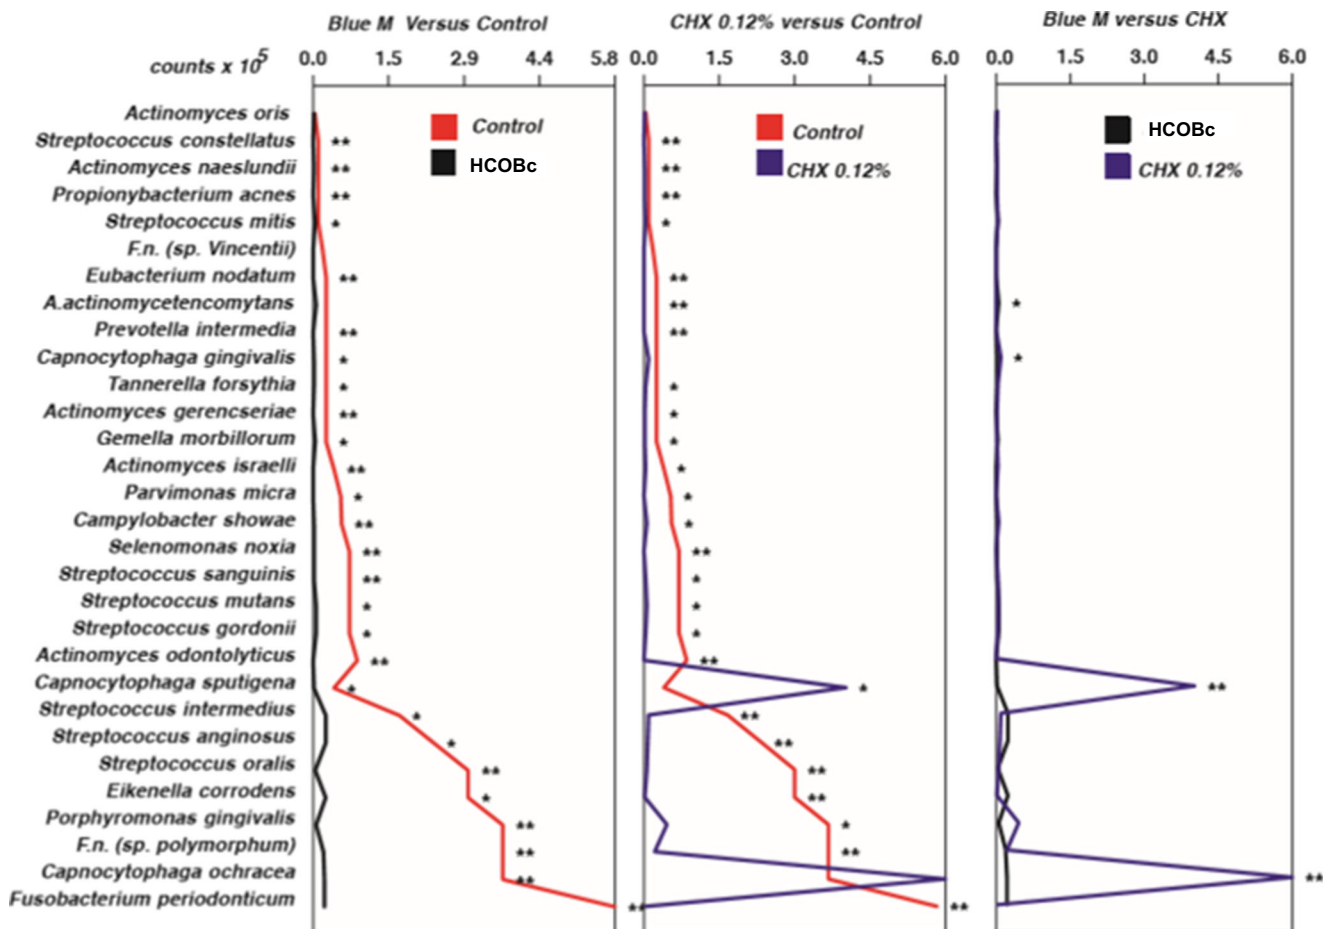 Blue M Versus Control
CHX 0.12% versus Control
Blue M versus CHX
counts x 10^5
0.0 1.5 2.9 4.4 5.8
0.0 1.5 3.0 4.5 6.0
0.0 1.5 3.0 4.5 6.0
Control
HCOBc
Control
CHX 0.12%
HCOBc
CHX 0.12%
Actinomyces oris
Streptococcus constellatus ** **
Actinomyces naeslundii ** **
Propionybacterium acnes ** **
Streptococcus mitis * *
F.n. (sp. Vincentii)
Eubacterium nodatum ** **
A.actinomycetencomytans ** *
Prevotella intermedia ** **
Capnocytophaga gingivalis * *
Tannerella forsythia * *
Actinomyces gerencseriae ** *
Gemella morbillorum * *
Actinomyces israelli ** *
Parvimonas micra * *
Campylobacter showae ** *
Selenomonas noxia ** **
Streptococcus sanguinis ** *
Streptococcus mutans * *
Streptococcus gordonii * *
Actinomyces odontolyticus ** **
Capnocytophaga sputigena * * **
Streptococcus intermedius * **
Streptococcus anginosus * **
Streptococcus oralis ** **
Eikenella corrodens * **
Porphyromonas gingivalis ** *
F.n. (sp. polymorphum) ** **
Capnocytophaga ochracea ** **
Fusobacterium periodonticum ** **